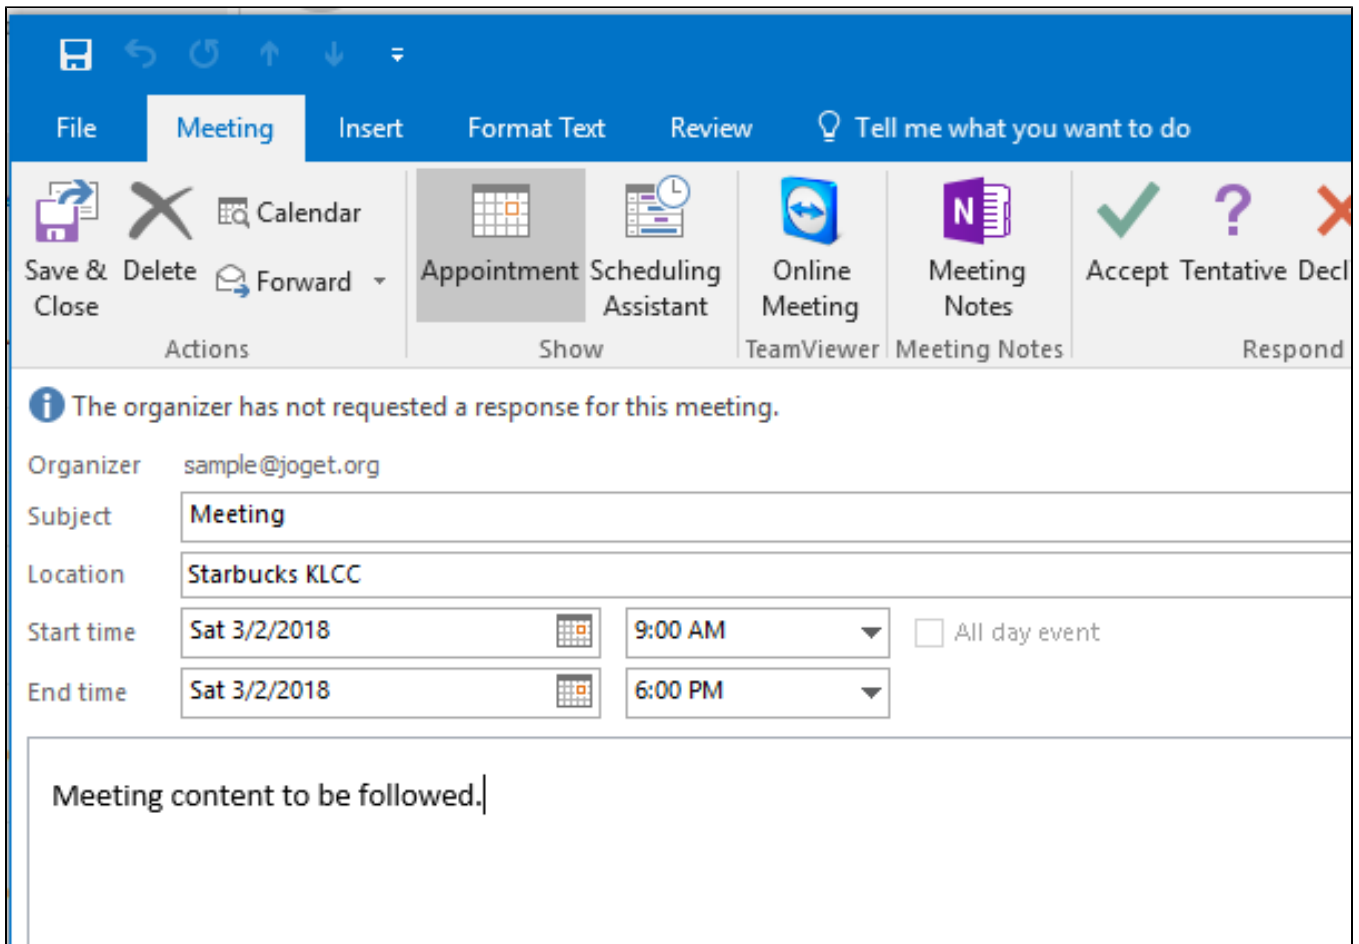 File Meeting Insert Format Text Review Tell me what you want to do
Save & Close Delete Calendar Forward Appointment Scheduling Assistant Online Meeting Meeting Notes Accept Tentative Decl
Actions Show TeamViewer Meeting Notes Respond
The organizer has not requested a response for this meeting.
Organizer sample@joget.org
Subject Meeting
Location Starbucks KLCC
Start time Sat 3/2/2018 9:00 AM All day event
End time Sat 3/2/2018 6:00 PM
Meeting content to be followed.